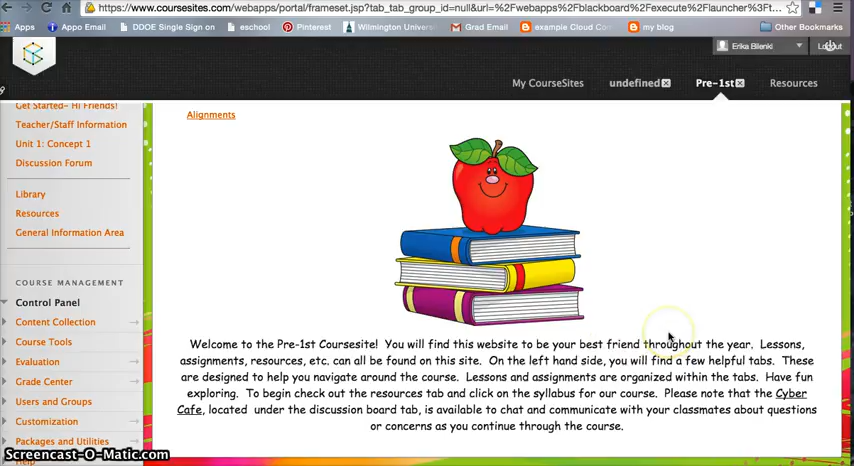 https://www.coursesites.com/webapps/portal/frameset.jsp?tab_tab_group_id=null&url=%2Fwebapps%2Fblackboard%2Fexecute%2Flauncher%3Ft...
Apps Appo Email DDOE Single Sign on eschool Pinterest Wilmington University Grad Email example Cloud Com my blog Other Bookmarks
Erika Bilenki Logout
My CourseSites undefined Pre-1st Resources
Get Started- Hi Friends!
Teacher/Staff Information
Unit 1: Concept 1
Discussion Forum
Library
Resources
General Information Area
COURSE MANAGEMENT
Control Panel
Content Collection
Course Tools
Evaluation
Grade Center
Users and Groups
Customization
Packages and Utilities
Help
Alignments
Welcome to the Pre-1st Coursesite! You will find this website to be your best friend throughout the year. Lessons,
assignments, resources, etc. can all be found on this site. On the left hand side, you will find a few helpful tabs. These
are designed to help you navigate around the course. Lessons and assignments are organized within the tabs. Have fun
exploring. To begin check out the resources tab and click on the syllabus for our course. Please note that the Cyber
Cafe, located under the discussion board tab, is available to chat and communicate with your classmates about questions
or concerns as you continue through the course.
Screencast-O-Matic.com